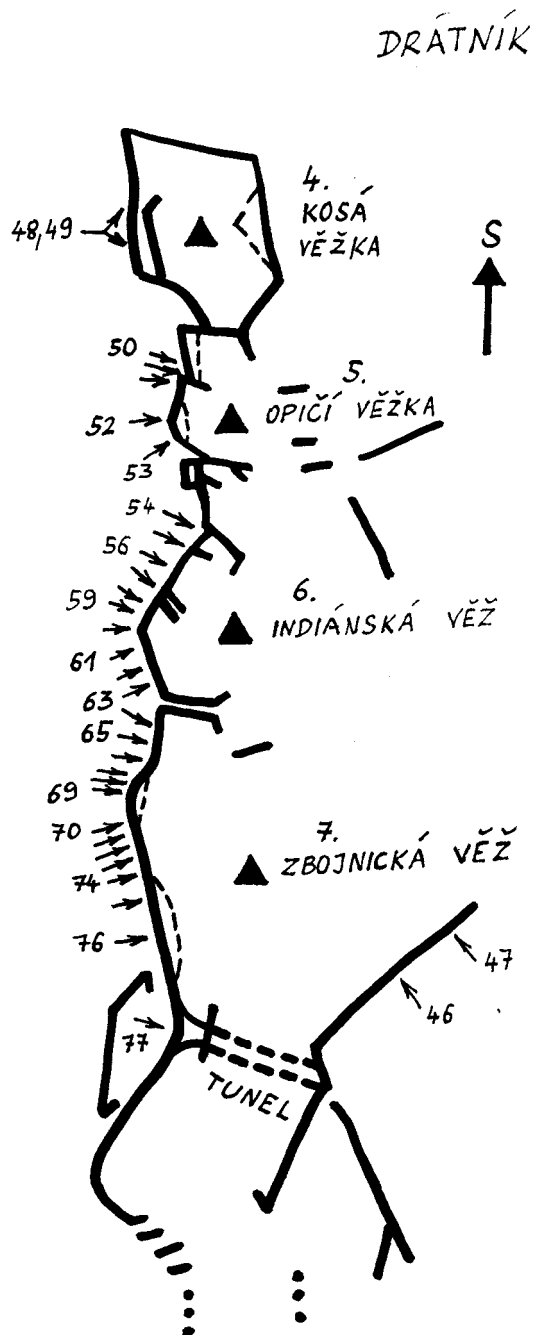 DRÁTNÍK
4.
KOSÁ
VĚŽKA
48,49
S
50
5.
OPIČÍ VĚŽKA
52
53
54
56
6.
INDIÁNSKÁ VĚŽ
59
61
63
65
69
70
7.
ZBOJNICKÁ VĚŽ
74
76
47
46
77
TUNEL